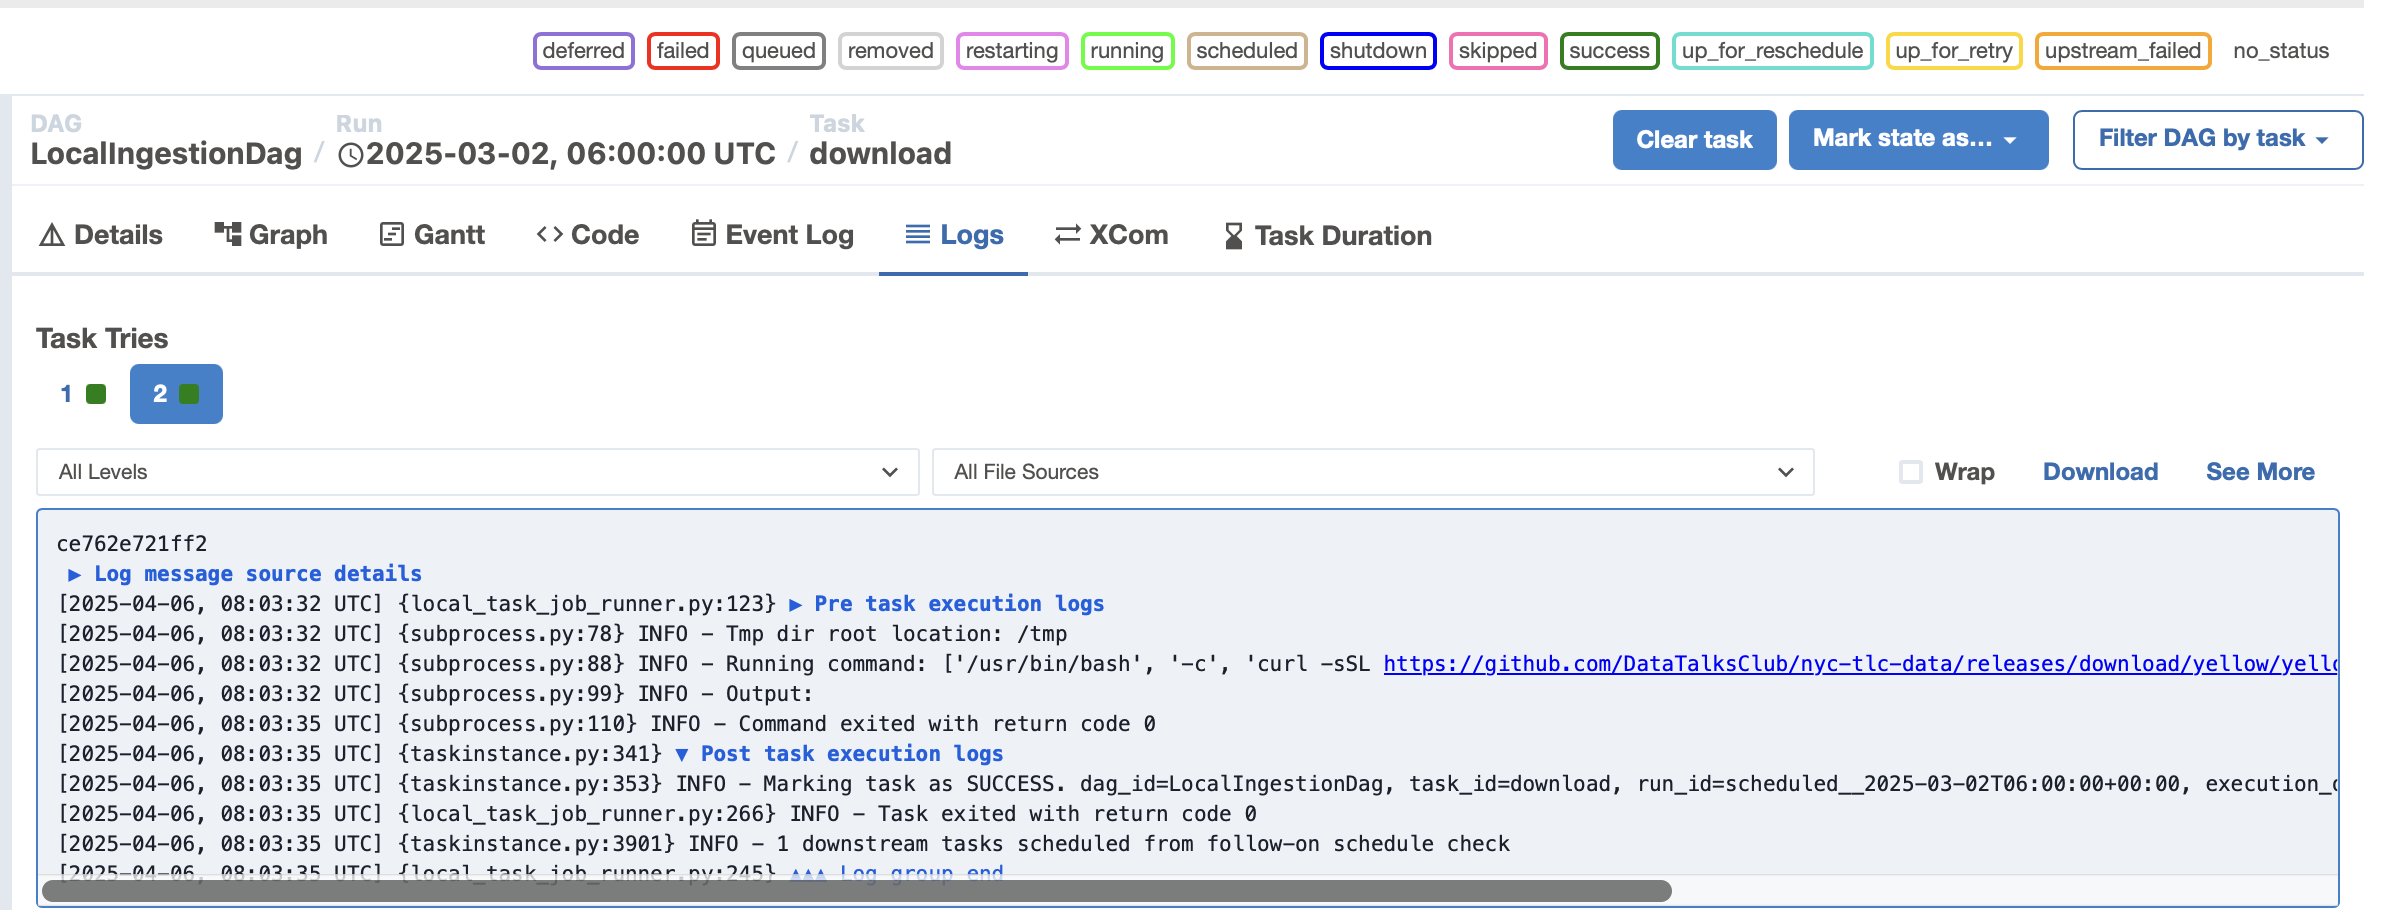 deferred failed queued removed restarting running scheduled shutdown skipped success up_for_reschedule up_for_retry upstream_failed no_status
DAG Run Task
LocalIngestionDag / 2025-03-02, 06:00:00 UTC / download
Clear task Mark state as... Filter DAG by task
Details Graph Gantt <> Code Event Log Logs XCom Task Duration
Task Tries
1 2
All Levels All File Sources Wrap Download See More
ce762e721ff2
▶ Log message source details
[2025-04-06, 08:03:32 UTC] {local_task_job_runner.py:123} ▶ Pre task execution logs
[2025-04-06, 08:03:32 UTC] {subprocess.py:78} INFO - Tmp dir root location: /tmp
[2025-04-06, 08:03:32 UTC] {subprocess.py:88} INFO - Running command: ['/usr/bin/bash', '-c', 'curl -sSL https://github.com/DataTalksClub/nyc-tlc-data/releases/download/yellow/yello
[2025-04-06, 08:03:32 UTC] {subprocess.py:99} INFO - Output:
[2025-04-06, 08:03:35 UTC] {subprocess.py:110} INFO - Command exited with return code 0
[2025-04-06, 08:03:35 UTC] {taskinstance.py:341} ▼ Post task execution logs
[2025-04-06, 08:03:35 UTC] {taskinstance.py:353} INFO - Marking task as SUCCESS. dag_id=LocalIngestionDag, task_id=download, run_id=scheduled__2025-03-02T06:00:00+00:00, execution_d
[2025-04-06, 08:03:35 UTC] {local_task_job_runner.py:266} INFO - Task exited with return code 0
[2025-04-06, 08:03:35 UTC] {taskinstance.py:3901} INFO - 1 downstream tasks scheduled from follow-on schedule check
[2025-04-06, 08:03:35 UTC] {local_task_job_runner.py:245} ▲▲▲ Log group end